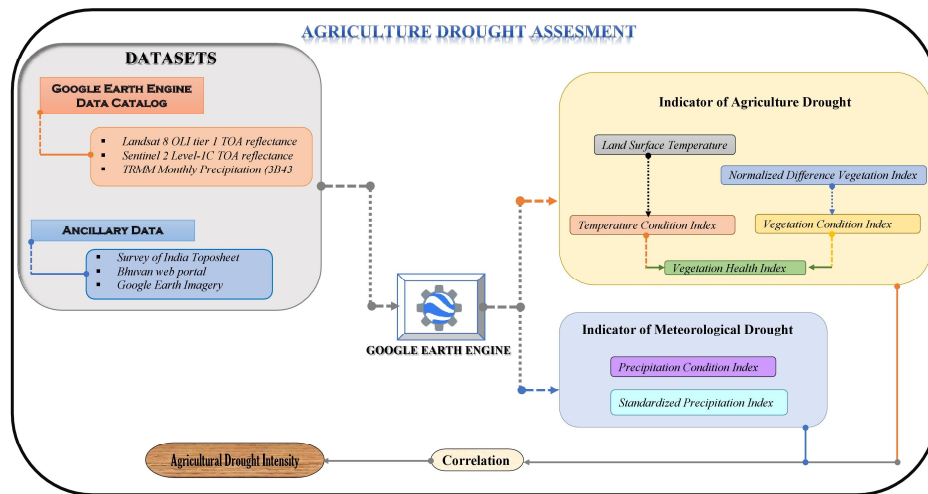 AGRICULTURE DROUGHT ASSESMENT
DATASETS
GOOGLE EARTH ENGINE
DATA CATALOG
▪ Landsat 8 OLI tier 1 TOA reflectance
▪ Sentinel 2 Level-1C TOA reflectance
▪ TRMM Monthly Precipitation (3B43
ANCILLARY DATA
▪ Survey of India Toposheet
▪ Bhuvan web portal
▪ Google Earth Imagery
GOOGLE EARTH ENGINE
Indicator of Agriculture Drought
Land Surface Temperature
Normalized Difference Vegetation Index
Temperature Condition Index
Vegetation Condition Index
Vegetation Health Index
Indicator of Meteorological Drought
Precipitation Condition Index
Standardized Precipitation Index
Correlation
Agricultural Drought Intensity